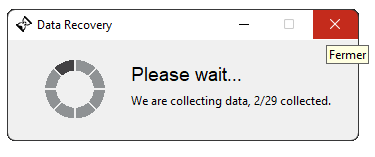 Data Recovery
Fermer
Please wait...
We are collecting data, 2/29 collected.